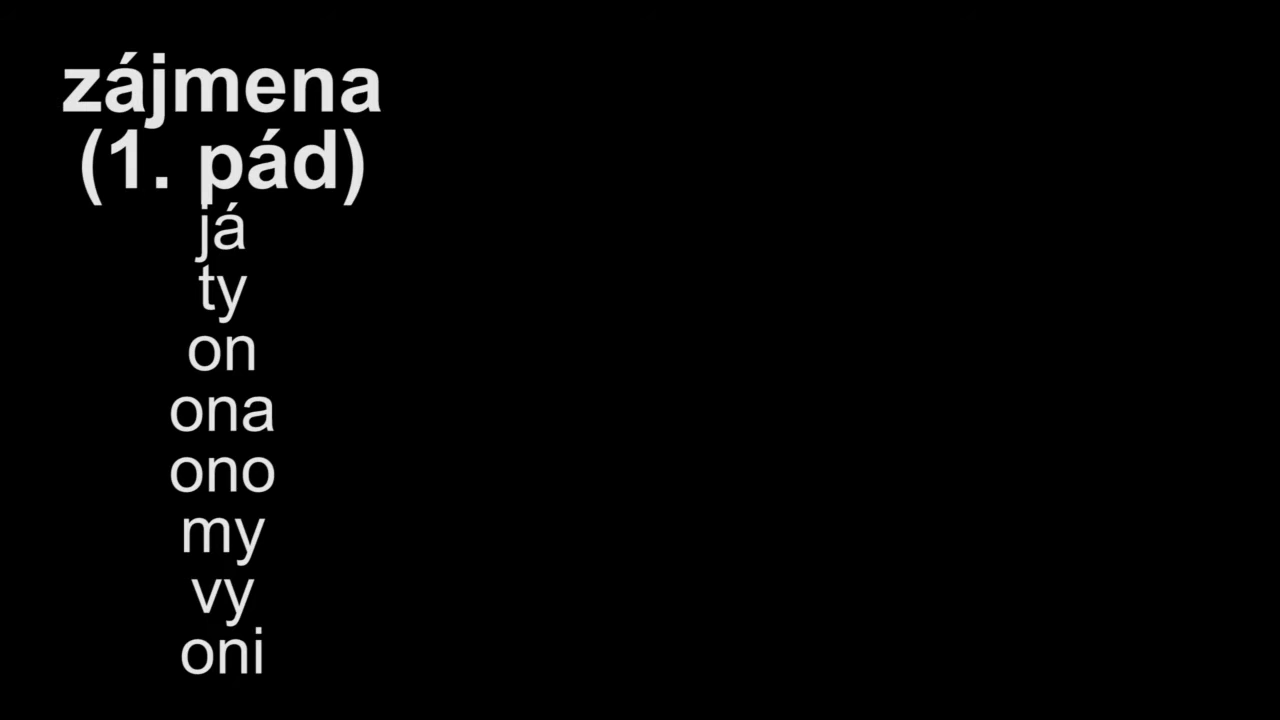 zájmena
(1. pád)
já
ty
on
ona
ono
my
vy
oni